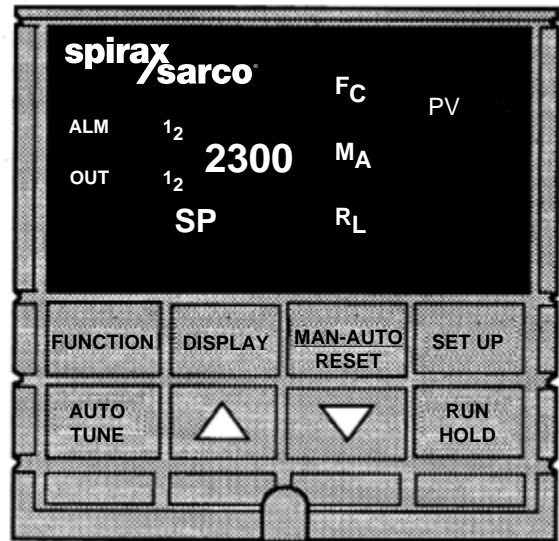 spirax
sarco®
FC
PV
ALM 12
2300
MA
OUT 12
SP
RL
FUNCTION
DISPLAY
MAN-AUTO
RESET
SET UP
AUTO
TUNE
RUN
HOLD